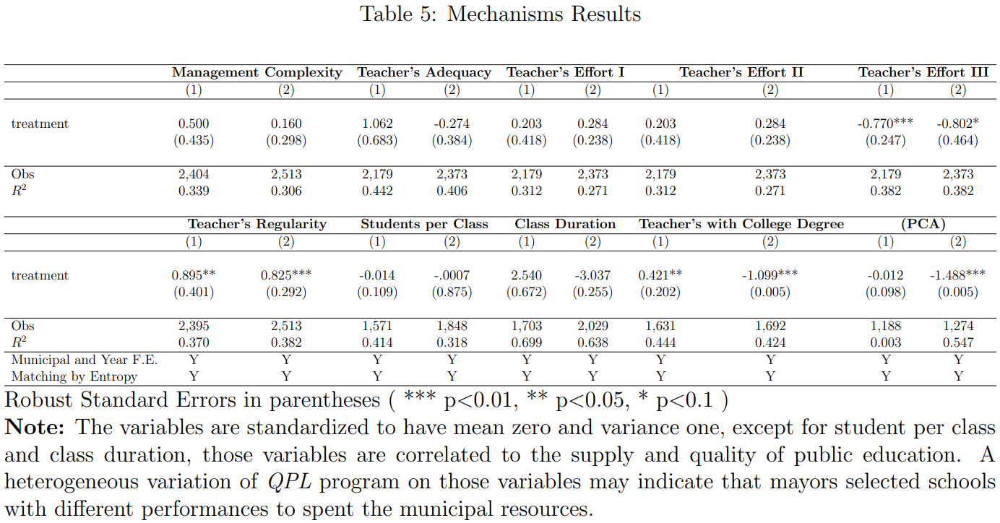 Table 5: Mechanisms Results
Management Complexity Teacher's Adequacy Teacher's Effort I Teacher's Effort II Teacher's Effort III
(1) (2) (1) (2) (1) (2) (1) (2) (1) (2)
treatment 0.500 0.160 1.062 -0.274 0.203 0.284 0.203 0.284 -0.770*** -0.802*
(0.435) (0.298) (0.683) (0.384) (0.418) (0.238) (0.418) (0.238) (0.247) (0.464)
Obs 2,404 2,513 2,179 2,373 2,179 2,373 2,179 2,373 2,179 2,373
R² 0.339 0.306 0.442 0.406 0.312 0.271 0.312 0.271 0.382 0.382
Teacher's Regularity Students per Class Class Duration Teacher's with College Degree (PCA)
(1) (2) (1) (2) (1) (2) (1) (2) (1) (2)
treatment 0.895** 0.825*** -0.014 -.0007 2.540 -3.037 0.421** -1.099*** -0.012 -1.488***
(0.401) (0.292) (0.109) (0.875) (0.672) (0.255) (0.202) (0.005) (0.098) (0.005)
Obs 2,395 2,513 1,571 1,848 1,703 2,029 1,631 1,692 1,188 1,274
R² 0.370 0.382 0.414 0.318 0.699 0.638 0.444 0.424 0.003 0.547
Municipal and Year F.E. Y Y Y Y Y Y Y Y Y Y
Matching by Entropy Y Y Y Y Y Y Y Y Y Y
Robust Standard Errors in parentheses ( *** p<0.01, ** p<0.05, * p<0.1 )
Note: The variables are standardized to have mean zero and variance one, except for student per class
and class duration, those variables are correlated to the supply and quality of public education. A
heterogeneous variation of QPL program on those variables may indicate that mayors selected schools
with different performances to spent the municipal resources.